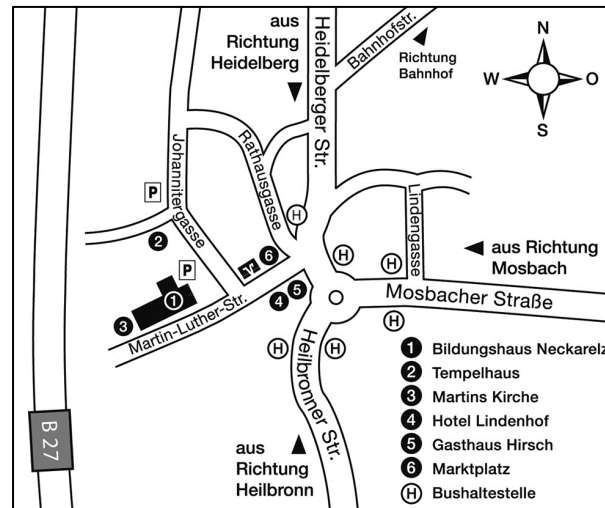 aus
Richtung
Heidelberg
Heidelberger Str.
Bahnhofstr.
Richtung
Bahnhof
N
W
O
S
Johannitergasse
Rathausgasse
P
H
Lindengasse
2
6
H
H
aus Richtung
Mosbach
P
1
5
4
Mosbacher Straße
3
Martin-Luther-Str.
H
H
H
Heilbronner Str.
B 27
aus
Richtung
Heilbronn
1 Bildungshaus Neckarelz
2 Tempelhaus
3 Martins Kirche
4 Hotel Lindenhof
5 Gasthaus Hirsch
6 Marktplatz
H Bushaltestelle